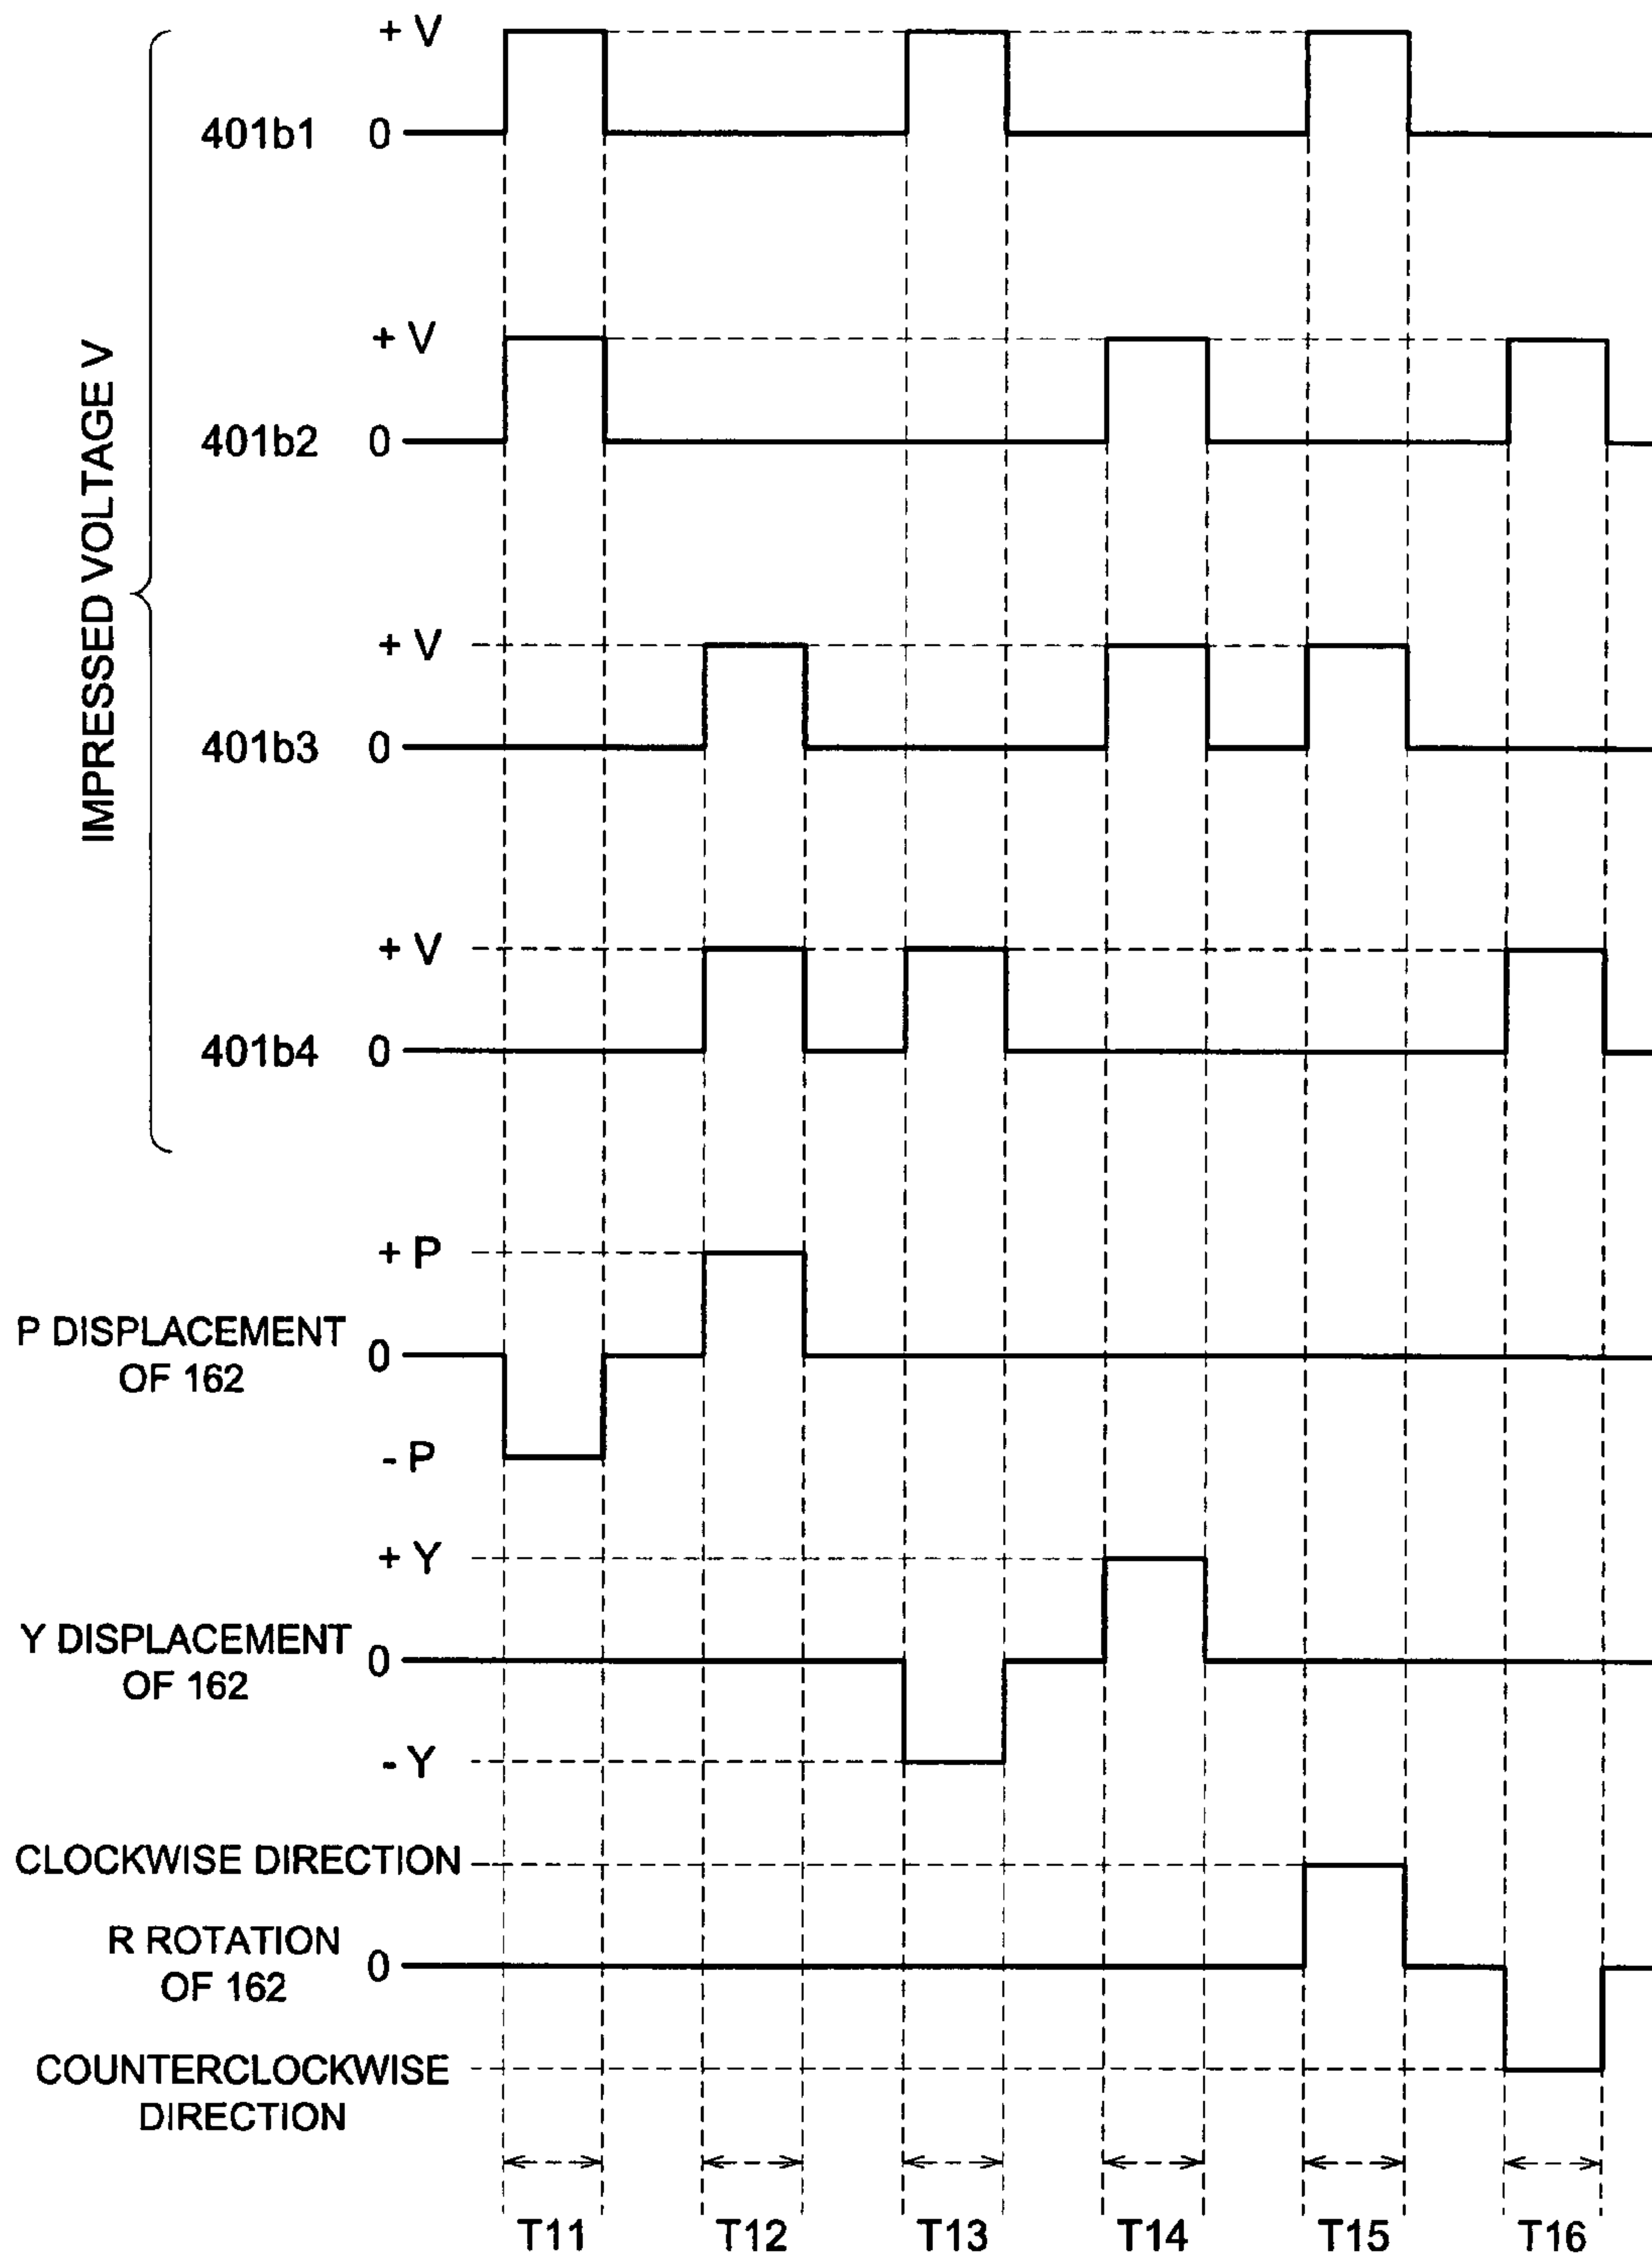 IMPRESSED VOLTAGE V
+ V
401b1 0
+ V
401b2 0
+ V
401b3 0
+ V
401b4 0
+ P
P DISPLACEMENT
OF 162
0
- P
+ Y
Y DISPLACEMENT
OF 162
0
- Y
CLOCKWISE DIRECTION
R ROTATION
OF 162
0
COUNTERCLOCKWISE
DIRECTION
T11 T12 T13 T14 T15 T16